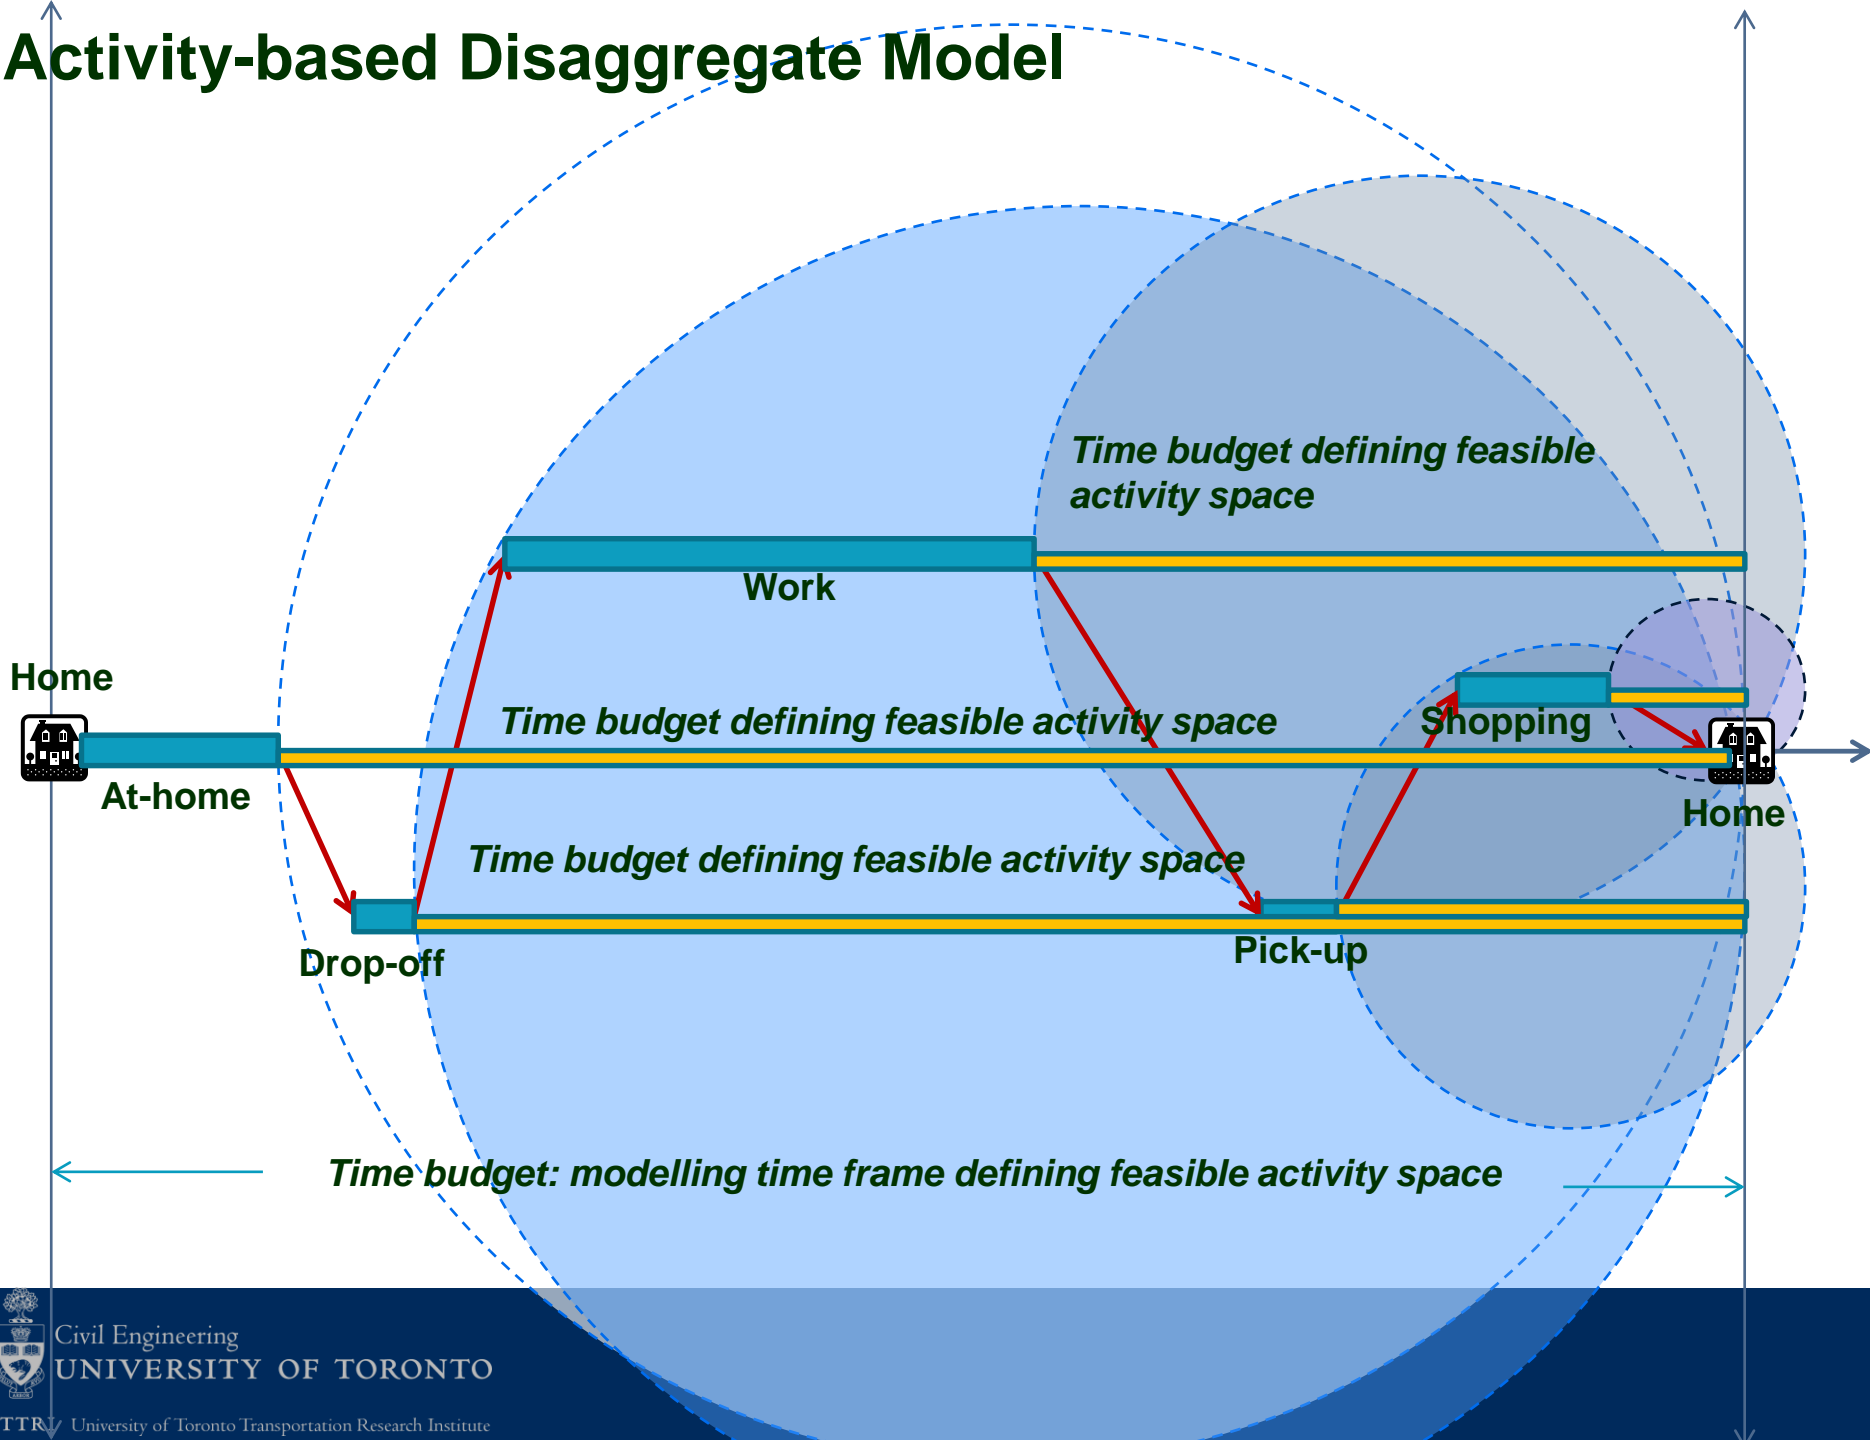 Activity-based Disaggregate Model
Time budget defining feasible
activity space
Work
Home
Time budget defining feasible activity space
Shopping
At-home
Home
Time budget defining feasible activity space
Drop-off
Pick-up
Time budget: modelling time frame defining feasible activity space
Civil Engineering
UNIVERSITY OF TORONTO
TTRI University of Toronto Transportation Research Institute